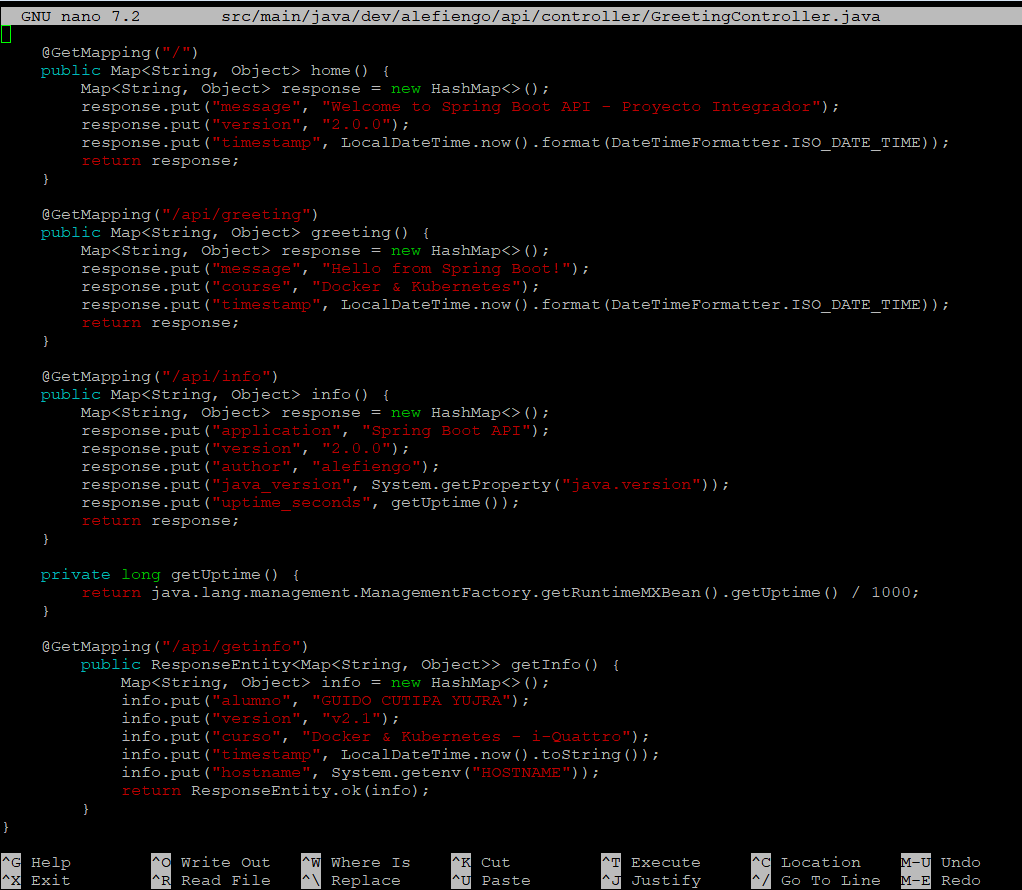 GNU nano 7.2 src/main/java/dev/alefiengo/api/controller/GreetingController.java
@GetMapping("/")
public Map<String, Object> home() {
Map<String, Object> response = new HashMap<>();
response.put("message", "Welcome to Spring Boot API - Proyecto Integrador");
response.put("version", "2.0.0");
response.put("timestamp", LocalDateTime.now().format(DateTimeFormatter.ISO_DATE_TIME));
return response;
}
@GetMapping("/api/greeting")
public Map<String, Object> greeting() {
Map<String, Object> response = new HashMap<>();
response.put("message", "Hello from Spring Boot!");
response.put("course", "Docker & Kubernetes");
response.put("timestamp", LocalDateTime.now().format(DateTimeFormatter.ISO_DATE_TIME));
return response;
}
@GetMapping("/api/info")
public Map<String, Object> info() {
Map<String, Object> response = new HashMap<>();
response.put("application", "Spring Boot API");
response.put("version", "2.0.0");
response.put("author", "alefiengo");
response.put("java_version", System.getProperty("java.version"));
response.put("uptime_seconds", getUptime());
return response;
}
private long getUptime() {
return java.lang.management.ManagementFactory.getRuntimeMXBean().getUptime() / 1000;
}
@GetMapping("/api/getinfo")
public ResponseEntity<Map<String, Object>> getInfo() {
Map<String, Object> info = new HashMap<>();
info.put("alumno", "GUIDO CUTIPA YUJRA");
info.put("version", "v2.1");
info.put("curso", "Docker & Kubernetes - i-Quattro");
info.put("timestamp", LocalDateTime.now().toString());
info.put("hostname", System.getenv("HOSTNAME"));
return ResponseEntity.ok(info);
}
}
^G Help ^O Write Out ^W Where Is ^K Cut ^T Execute ^C Location M-U Undo
^X Exit ^R Read File ^\ Replace ^U Paste ^J Justify ^/ Go To Line M-E Redo